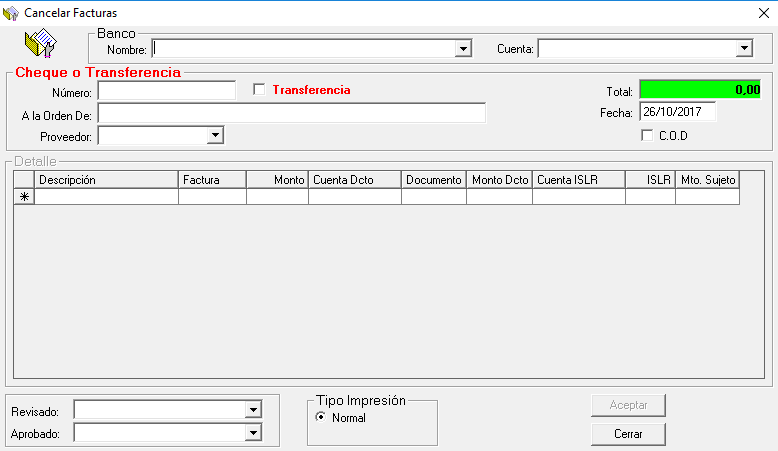 Cancelar Facturas
Banco
Nombre:
Cuenta:
Cheque o Transferencia
Número:
Transferencia
Total:
0,00
A la Orden De:
Fecha:
26/10/2017
Proveedor:
C.O.D
Detalle
Descripción Factura Monto Cuenta Dcto Documento Monto Dcto Cuenta ISLR ISLR Mto. Sujeto
Revisado:
Aprobado:
Tipo Impresión
Normal
Aceptar
Cerrar